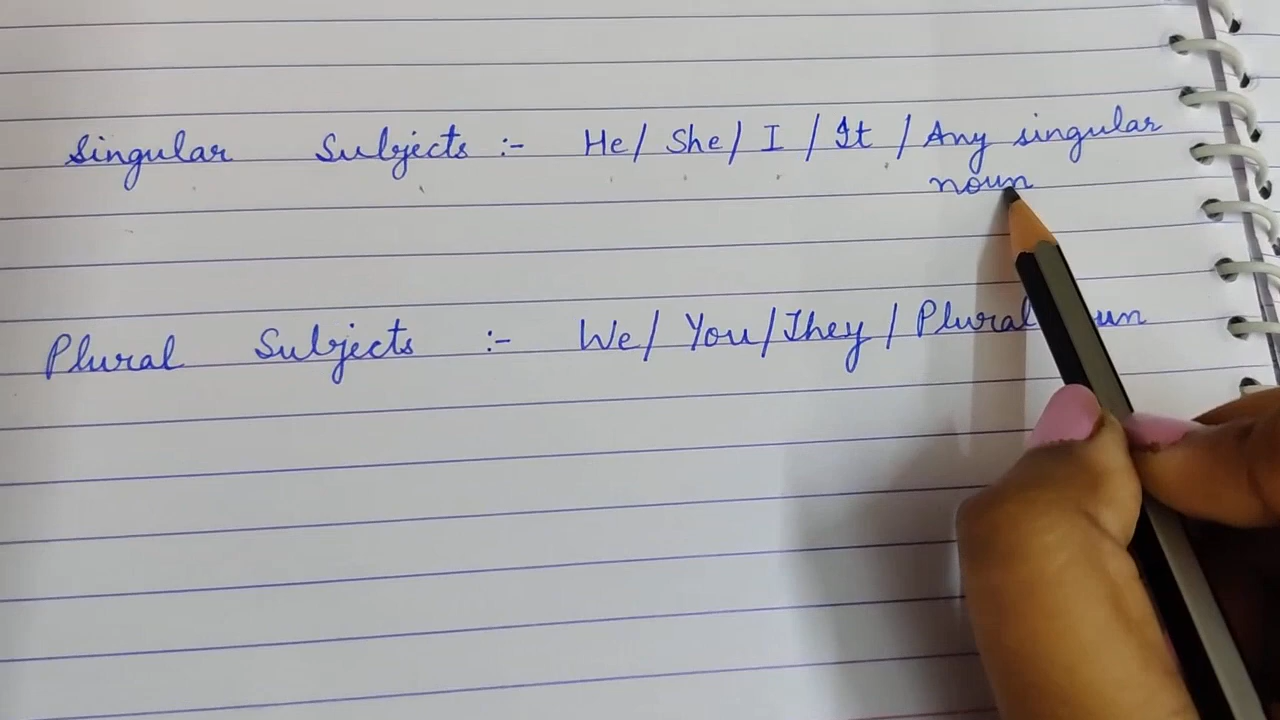 Singular Subjects :- He/ She/ I / It / Any singular
noun
Plural Subjects :- We/ You/They / Plural